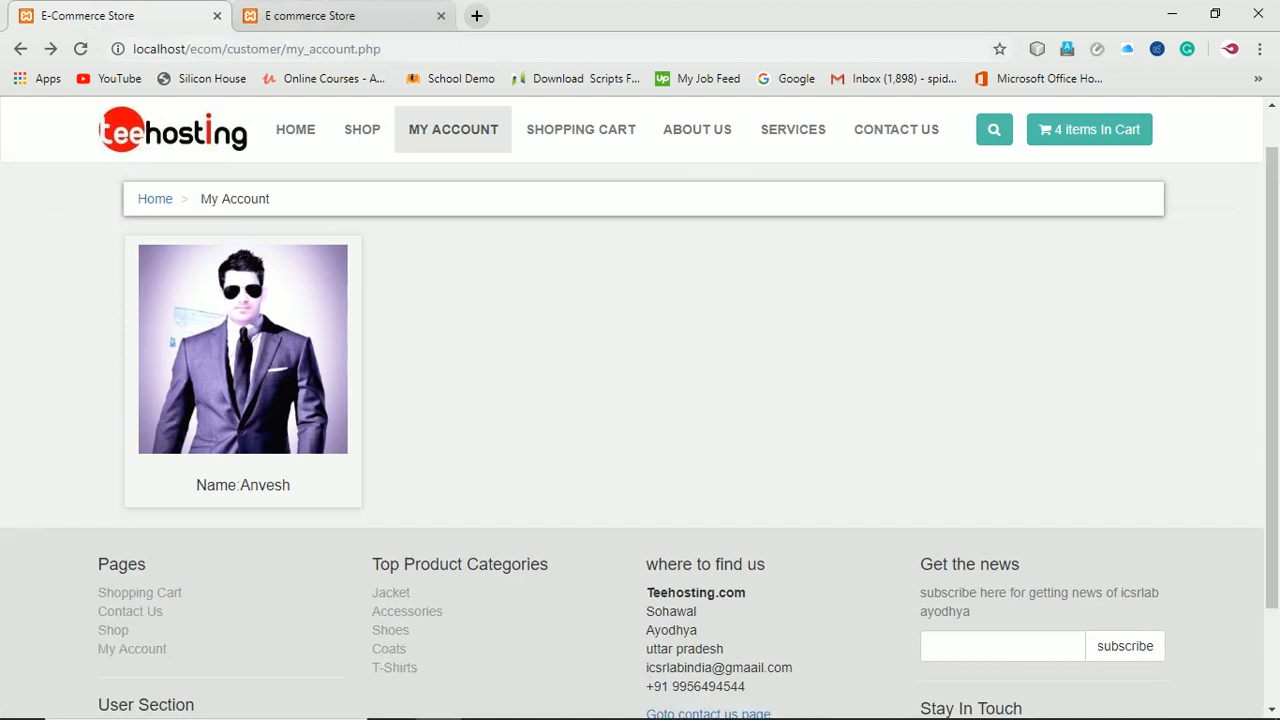 E-Commerce Store
E commerce Store
localhost/ecom/customer/my_account.php
Apps
YouTube
Silicon House
Online Courses - A...
School Demo
Download Scripts F...
Up My Job Feed
Google
Inbox (1,898) - spid...
Microsoft Office Ho...
»
teehosting
HOME
SHOP
MY ACCOUNT
SHOPPING CART
ABOUT US
SERVICES
CONTACT US
4 items In Cart
Home > My Account
Name:Anvesh
Pages
Shopping Cart
Contact Us
Shop
My Account
User Section
Top Product Categories
Jacket
Accessories
Shoes
Coats
T-Shirts
where to find us
Teehosting.com
Sohawal
Ayodhya
uttar pradesh
icsrlabindia@gmaail.com
+91 9956494544
Goto contact us page.
Get the news
subscribe here for getting news of icsrlab
ayodhya
subscribe
Stay In Touch